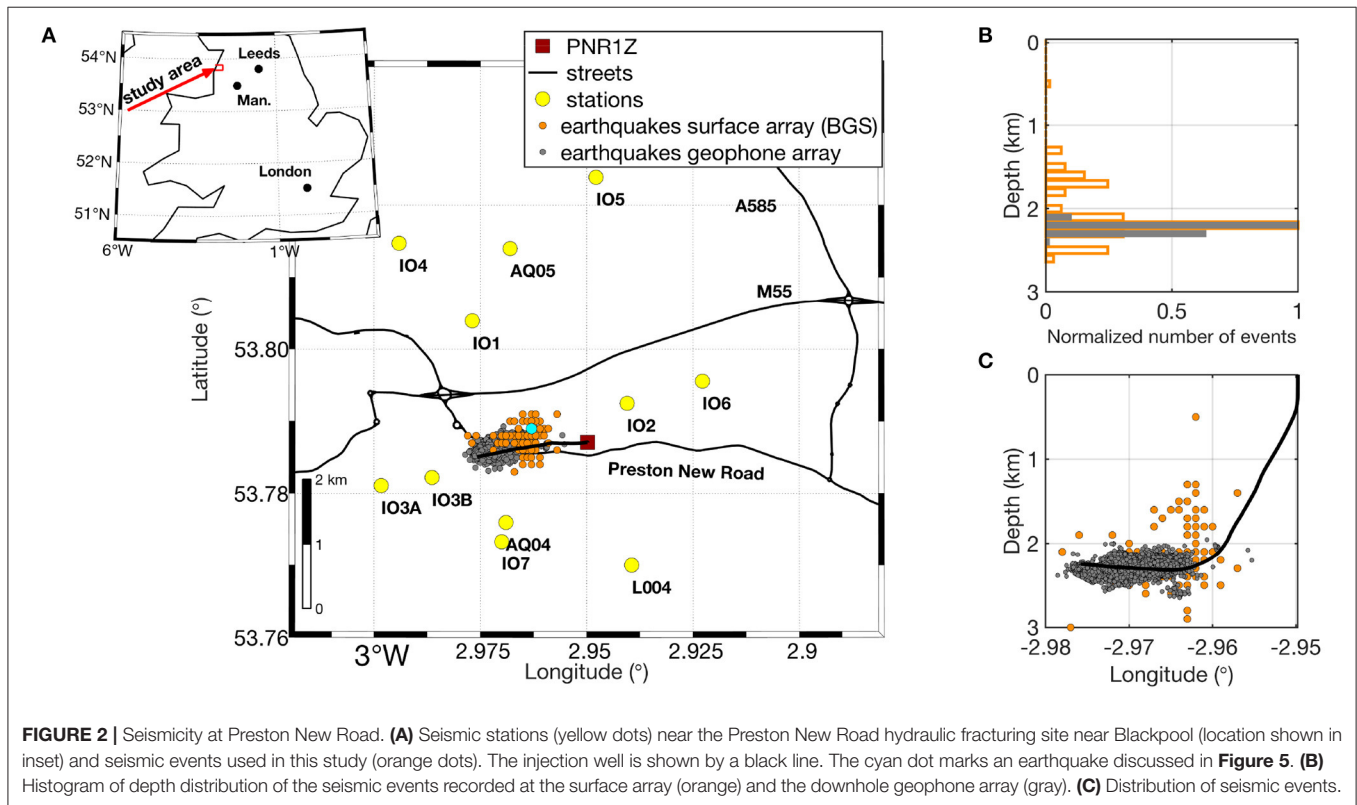 A
54°N
53°N
52°N
51°N
6°W
1°W
study area
Leeds
Man.
London
PNR1Z
streets
stations
earthquakes surface array (BGS)
earthquakes geophone array
IO5
A585
IO4
AQ05
M55
IO1
IO6
IO2
Preston New Road
IO3A
IO3B
AQ04
IO7
L004
2 km
1
0
Latitude (°)
53.80
53.78
53.76
3°W
2.975
2.95
2.925
2.9
Longitude (°)
B
0
1
2
3
Depth (km)
0
0.5
1
Normalized number of events
C
0
1
2
3
Depth (km)
-2.98
-2.97
-2.96
-2.95
Longitude (°)
FIGURE 2 | Seismicity at Preston New Road. (A) Seismic stations (yellow dots) near the Preston New Road hydraulic fracturing site near Blackpool (location shown in
inset) and seismic events used in this study (orange dots). The injection well is shown by a black line. The cyan dot marks an earthquake discussed in Figure 5. (B)
Histogram of depth distribution of the seismic events recorded at the surface array (orange) and the downhole geophone array (gray). (C) Distribution of seismic events.